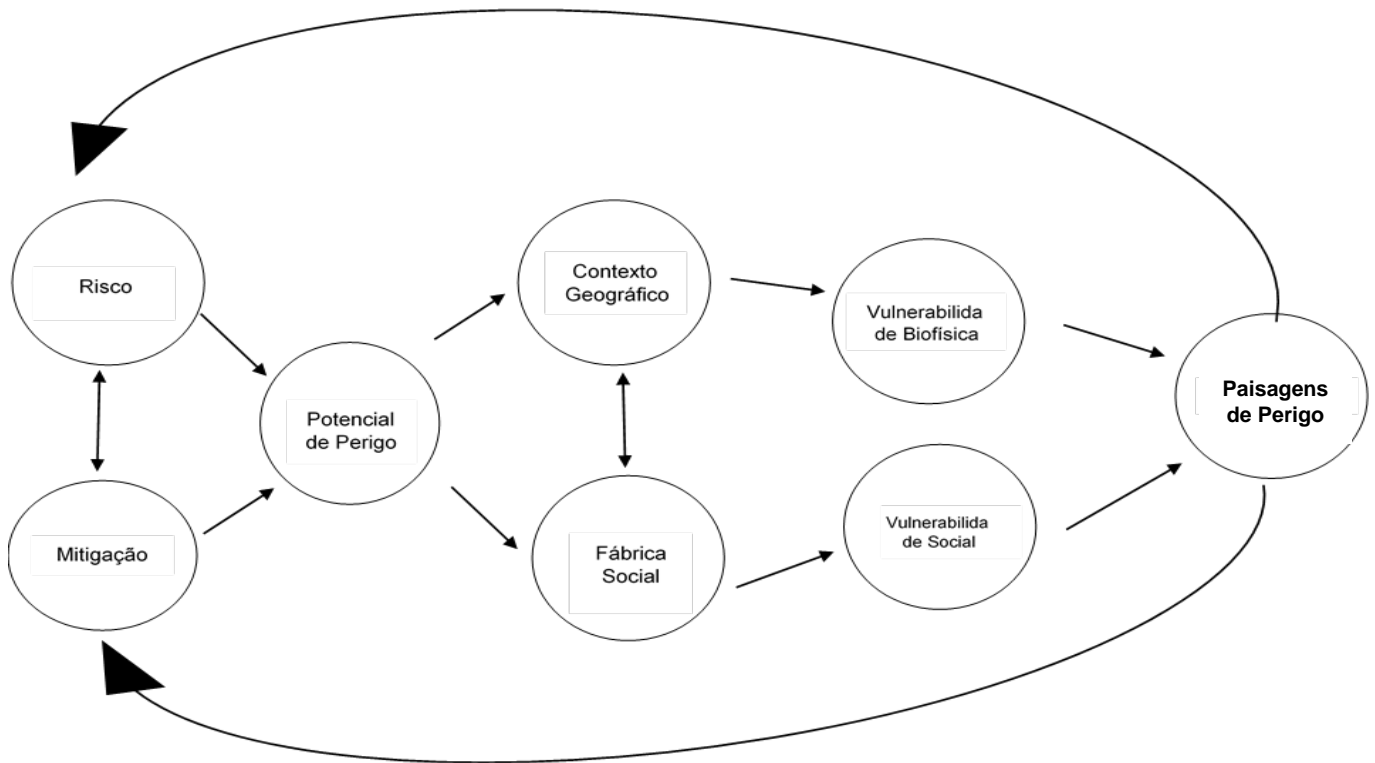 Risco
Mitigação
Potencial
de Perigo
Contexto
Geográfico
Fábrica
Social
Vulnerabilida
de Biofísica
Vulnerabilida
de Social
Paisagens
de Perigo